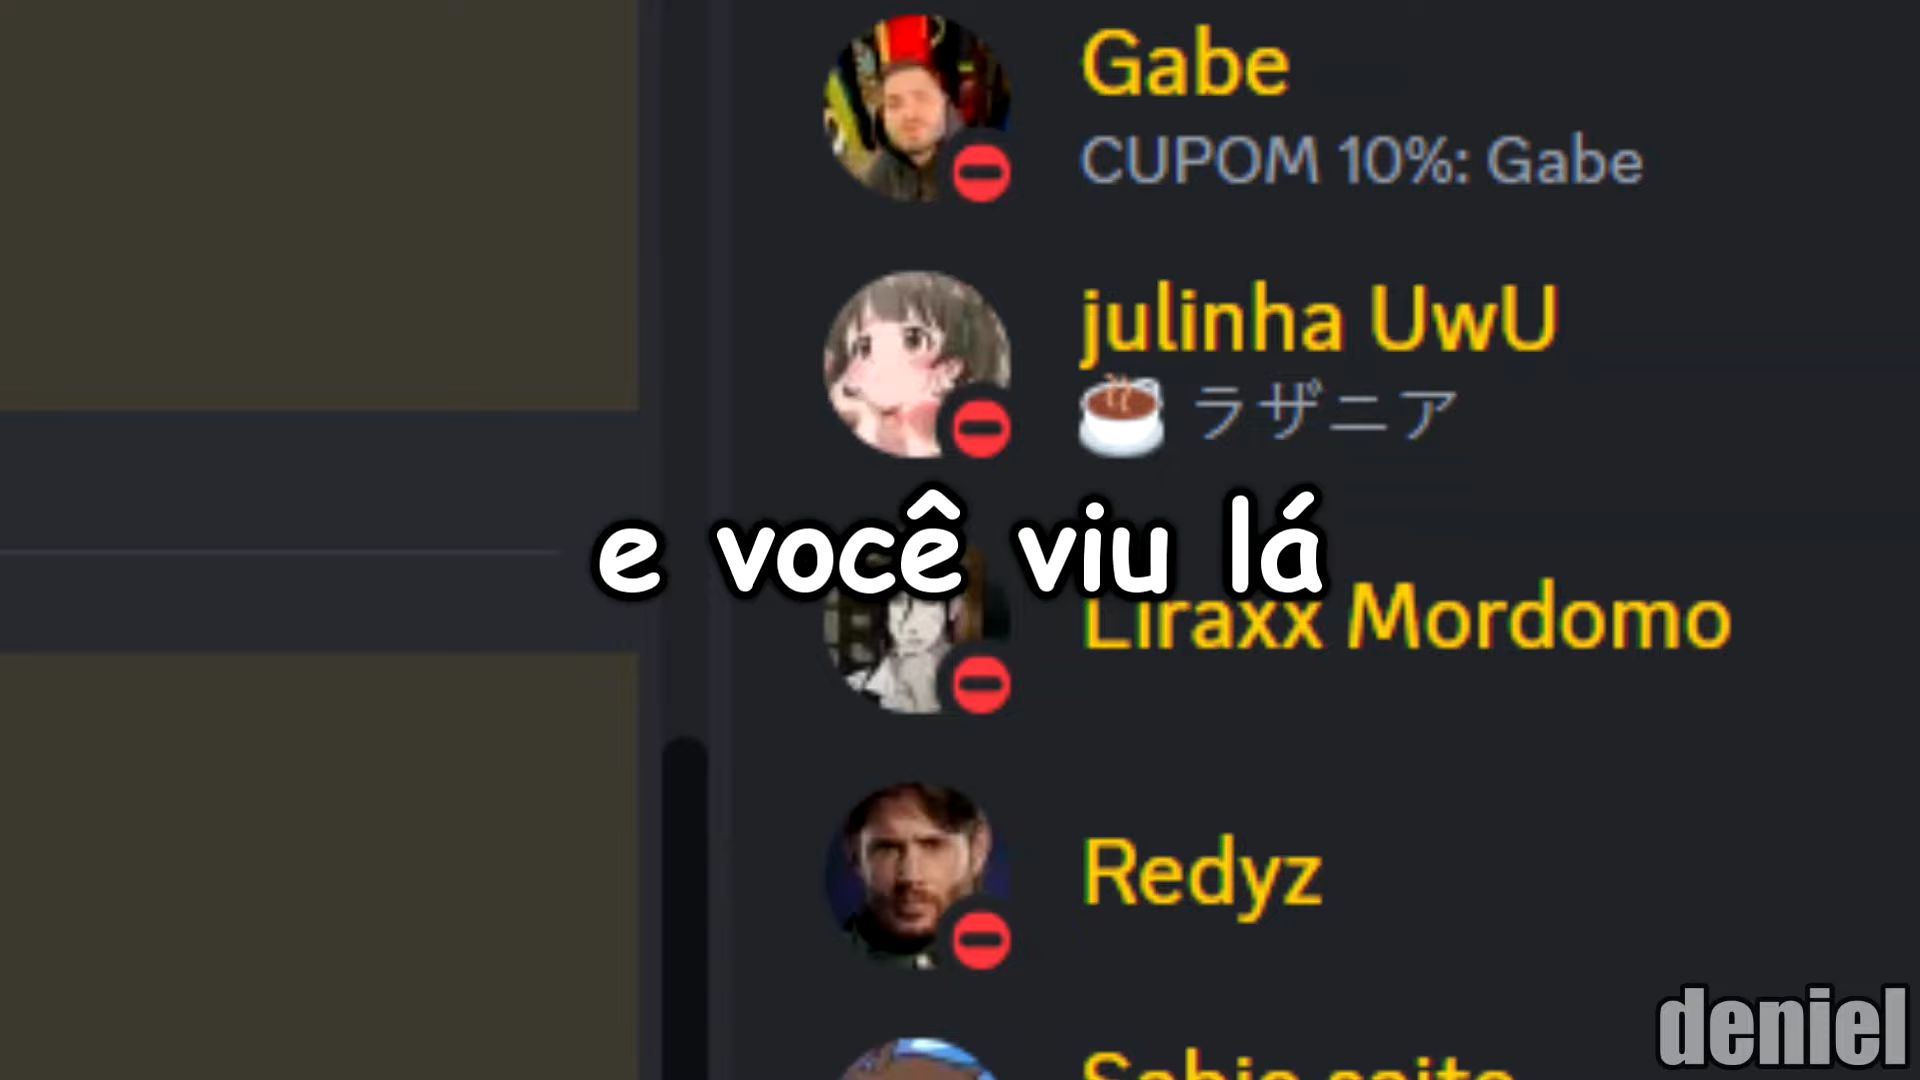 Gabe
CUPOM 10%: Gabe
julinha UwU
ラザニア
e você viu lá
Liraxx Mordomo
Redyz
deniel